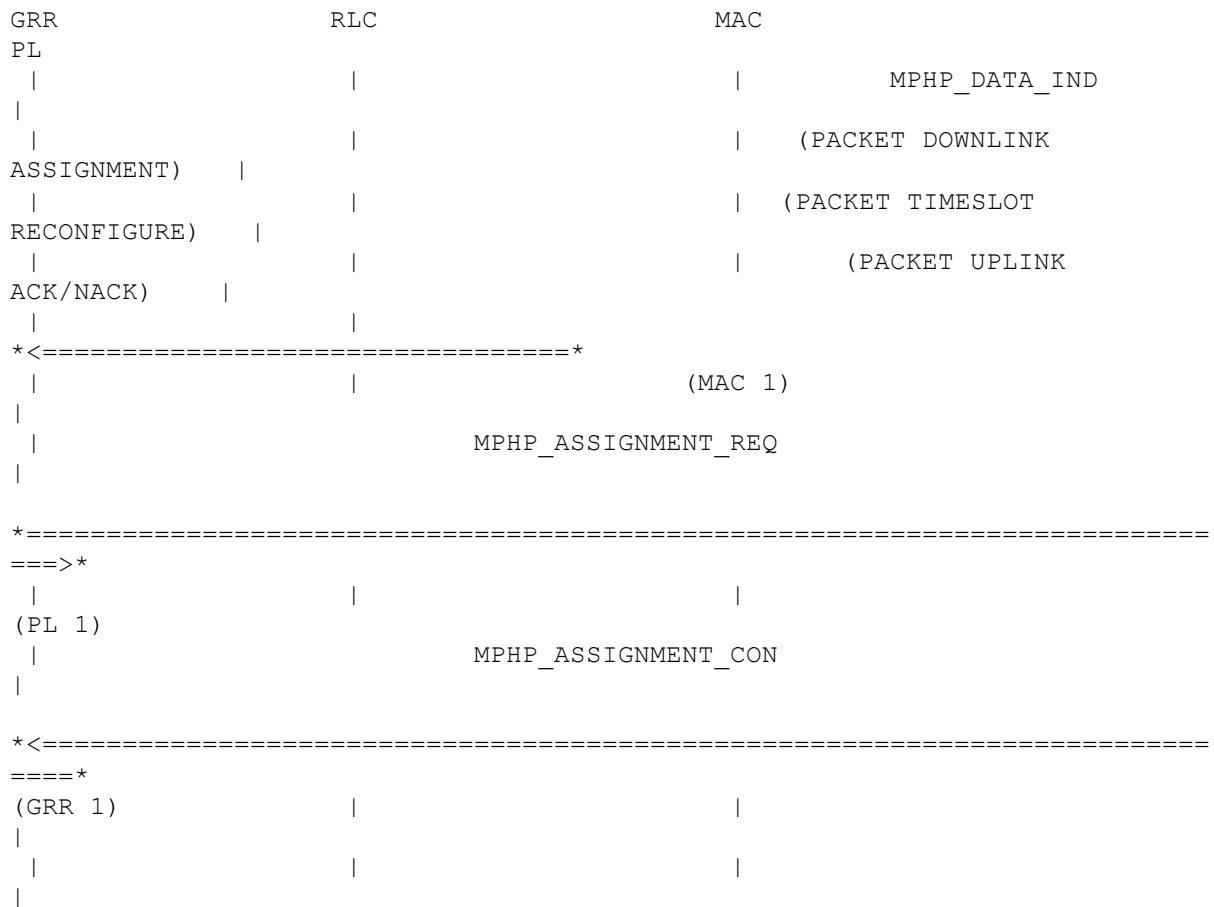 GRR                 RLC                     MAC
PL
 |                   |                       |         MPHP_DATA_IND
|
 |                   |                       |   (PACKET DOWNLINK
ASSIGNMENT)   |
 |                   |                       |  (PACKET TIMESLOT
RECONFIGURE)   |
 |                   |                       |      (PACKET UPLINK
ACK/NACK)    |
 |                   |
*<=================================*
 |                   |                    (MAC 1)
|
 |                           MPHP_ASSIGNMENT_REQ
|
*==========================================================================
===>*
 |                   |                       |
(PL 1)
 |                           MPHP_ASSIGNMENT_CON
|
*<=========================================================================
====*
(GRR 1)              |                       |
|
 |                   |                       |
|